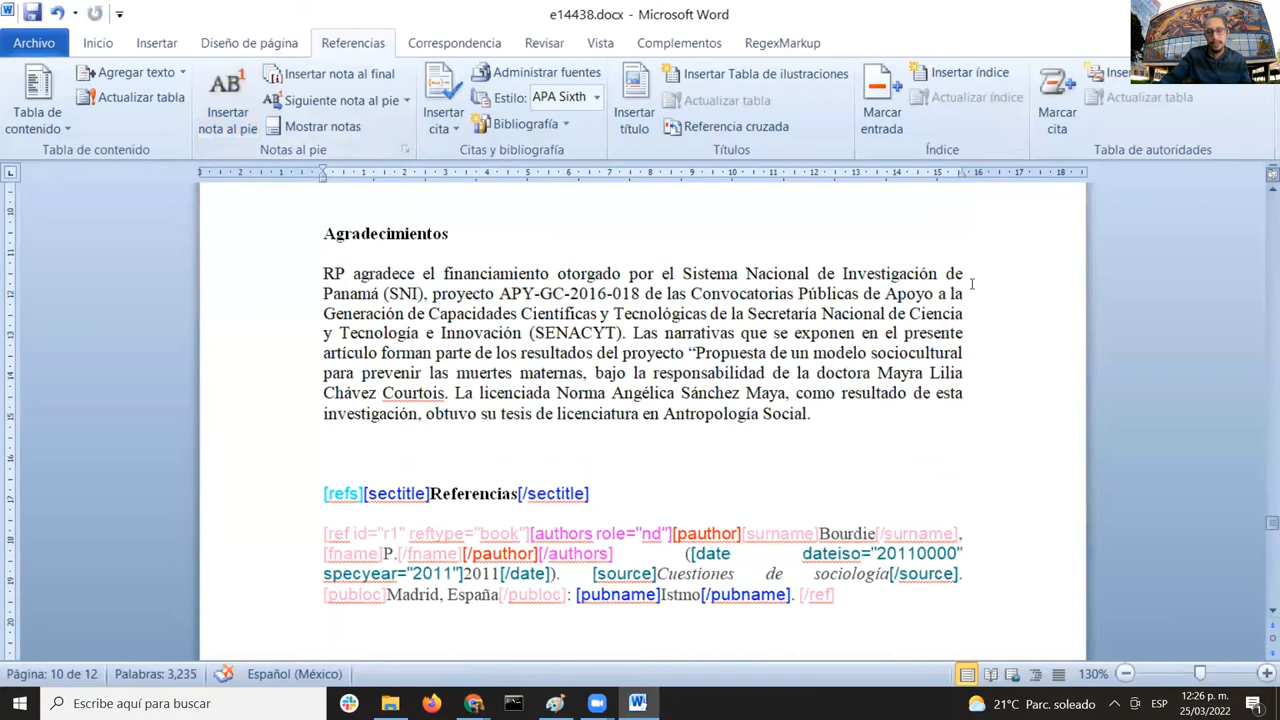 e14438.docx - Microsoft Word
Archivo Inicio Insertar Diseño de página Referencias Correspondencia Revisar Vista Complementos RegexMarkup
Tabla de contenido
Agregar texto
Actualizar tabla
Tabla de contenido
AB1
Insertar nota al pie
Insertar nota al final
Siguiente nota al pie
Mostrar notas
Notas al pie
Insertar cita
Administrar fuentes
Estilo: APA Sixth
Bibliografía
Citas y bibliografía
Insertar título
Insertar Tabla de ilustraciones
Actualizar tabla
Referencia cruzada
Títulos
Marcar entrada
Insertar índice
Actualizar índice
Índice
Marcar cita
Actualizar tabla
Tabla de autoridades
Agradecimientos
RP agradece el financiamiento otorgado por el Sistema Nacional de Investigación de
Panamá (SNI), proyecto APY-GC-2016-018 de las Convocatorias Públicas de Apoyo a la
Generación de Capacidades Científicas y Tecnológicas de la Secretaría Nacional de Ciencia
y Tecnología e Innovación (SENACYT). Las narrativas que se exponen en el presente
artículo forman parte de los resultados del proyecto “Propuesta de un modelo sociocultural
para prevenir las muertes maternas, bajo la responsabilidad de la doctora Mayra Lilia
Chávez Courtois. La licenciada Norma Angélica Sánchez Maya, como resultado de esta
investigación, obtuvo su tesis de licenciatura en Antropología Social.
[refs][sectitle]Referencias[/sectitle]
[ref id="r1" reftype="book"][authors role="nd"][pauthor][surname]Bourdie[/surname],
[fname]P.[/fname][/pauthor][/authors] ([date dateiso="20110000"
specyear="2011"]2011[/date]). [source]Cuestiones de sociología[/source].
[publoc]Madrid, España[/publoc]: [pubname]Istmo[/pubname]. [/ref]
Página: 10 de 12 Palabras: 3,235 Español (México) 130%
Escribe aquí para buscar 21°C Parc. soleado ESP 12:26 p. m.
25/03/2022